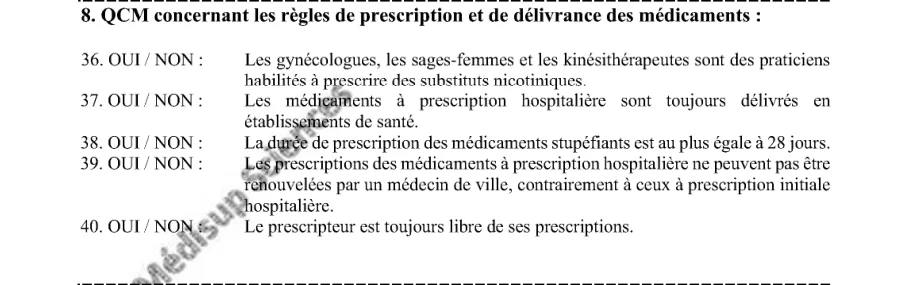 8. QCM concernant les règles de prescription et de délivrance des médicaments :
36. OUI / NON : Les gynécologues, les sages-femmes et les kinésithérapeutes sont des praticiens
habilités à prescrire des substituts nicotiniques.
37. OUI / NON : Les médicaments à prescription hospitalière sont toujours délivrés en
établissements de santé.
38. OUI / NON : La durée de prescription des médicaments stupéfiants est au plus égale à 28 jours.
39. OUI / NON : Les prescriptions des médicaments à prescription hospitalière ne peuvent pas être
renouvelées par un médecin de ville, contrairement à ceux à prescription initiale
hospitalière.
40. OUI / NON : Le prescripteur est toujours libre de ses prescriptions.
Médisup Sciences